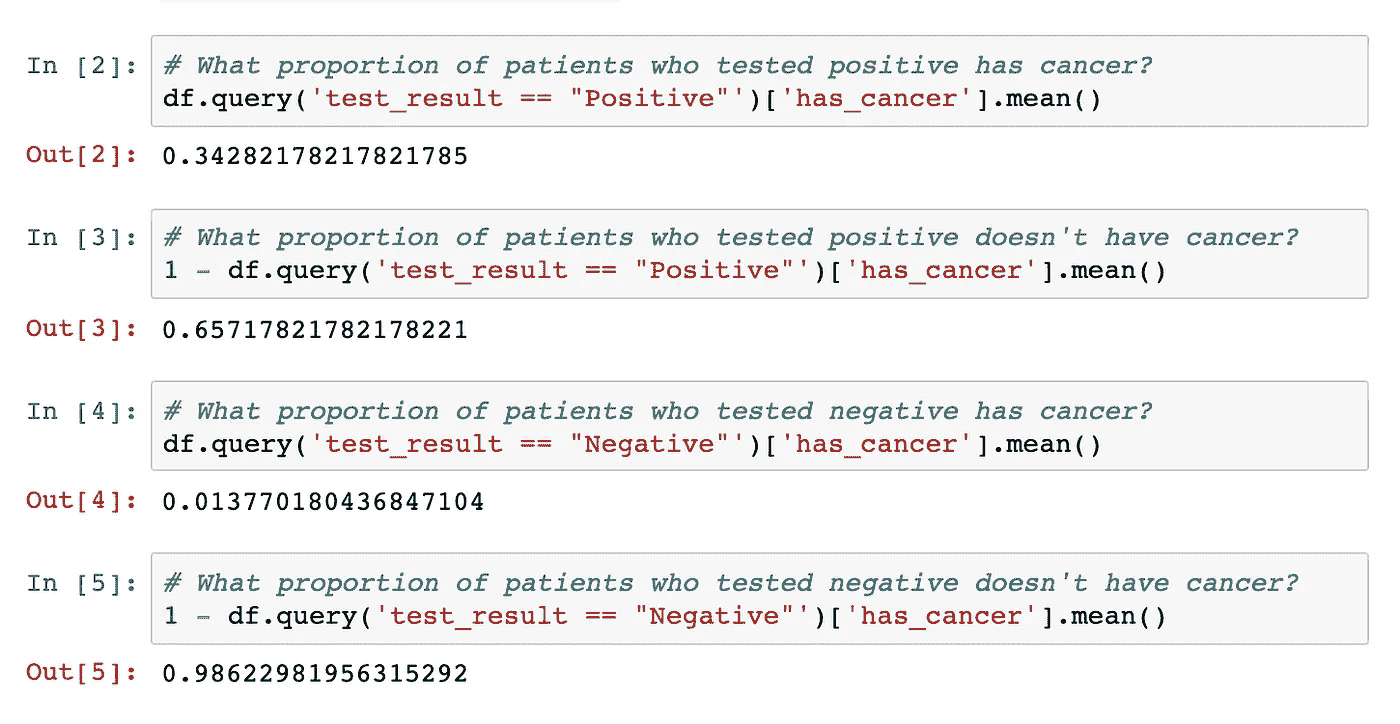 In [2]: # What proportion of patients who tested positive has cancer?
df.query('test_result == "Positive"')['has_cancer'].mean()
Out[2]: 0.34282178217821785
In [3]: # What proportion of patients who tested positive doesn't have cancer?
1 - df.query('test_result == "Positive"')['has_cancer'].mean()
Out[3]: 0.65717821782178221
In [4]: # What proportion of patients who tested negative has cancer?
df.query('test_result == "Negative"')['has_cancer'].mean()
Out[4]: 0.013770180436847104
In [5]: # What proportion of patients who tested negative doesn't have cancer?
1 - df.query('test_result == "Negative"')['has_cancer'].mean()
Out[5]: 0.98622981956315292